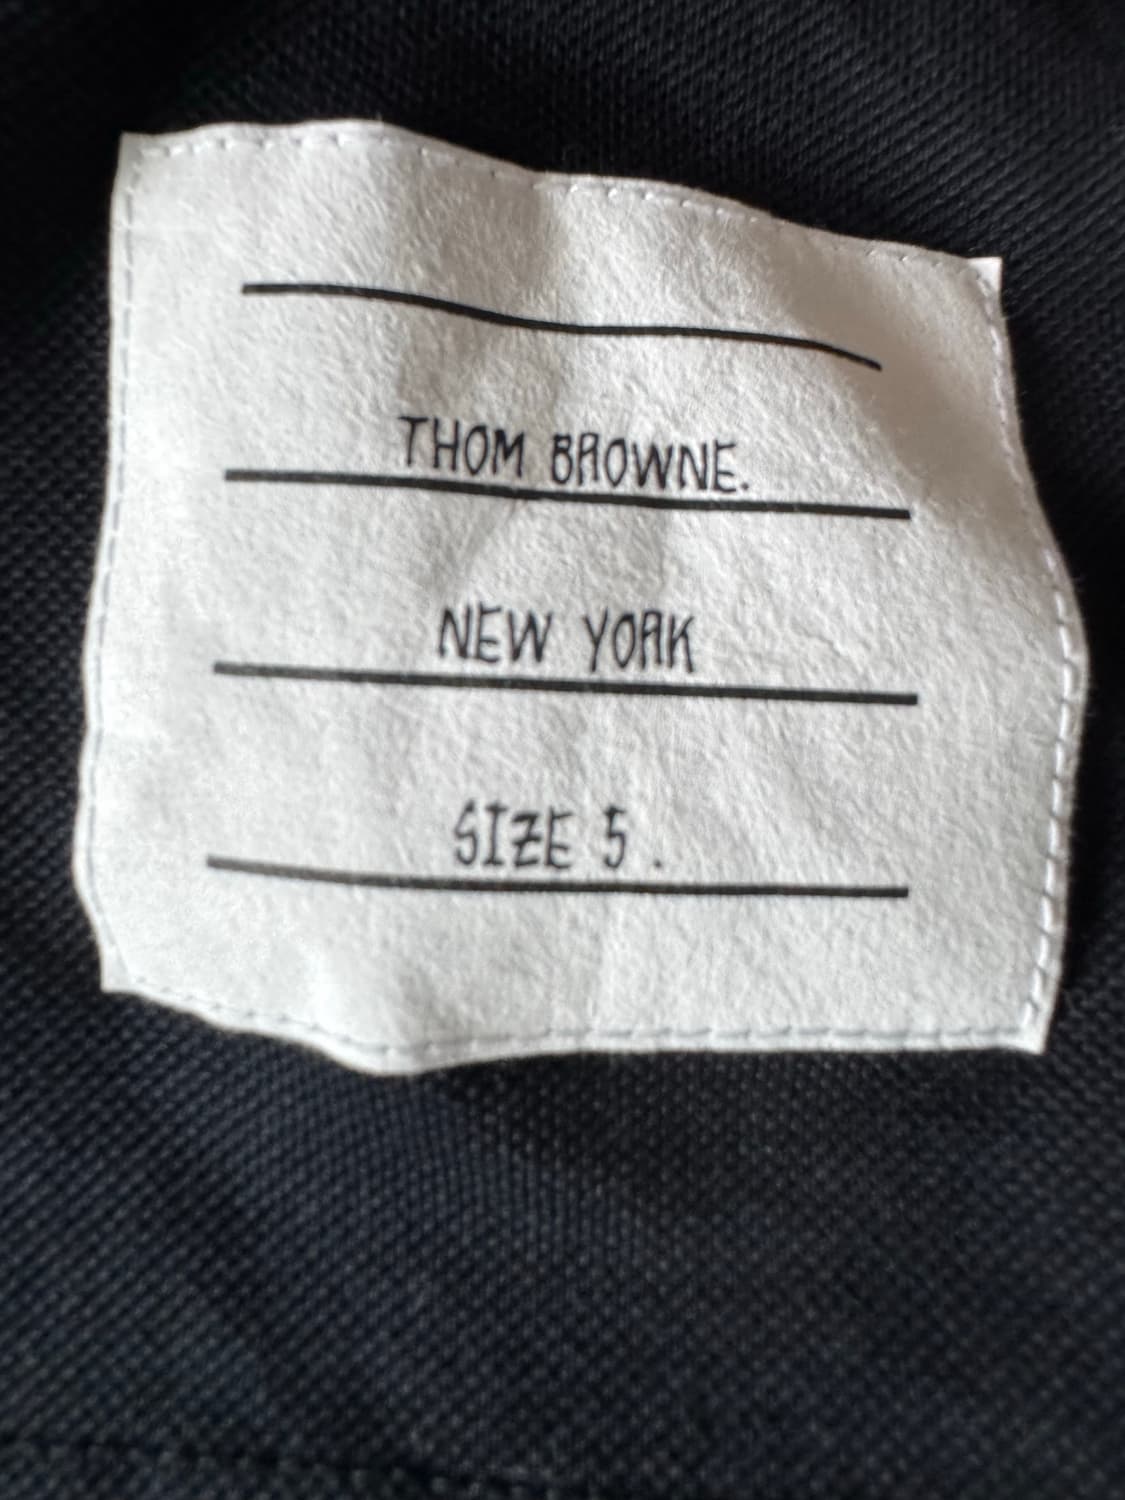 THOM BROWNE.
NEW YORK
SIZE 5 .